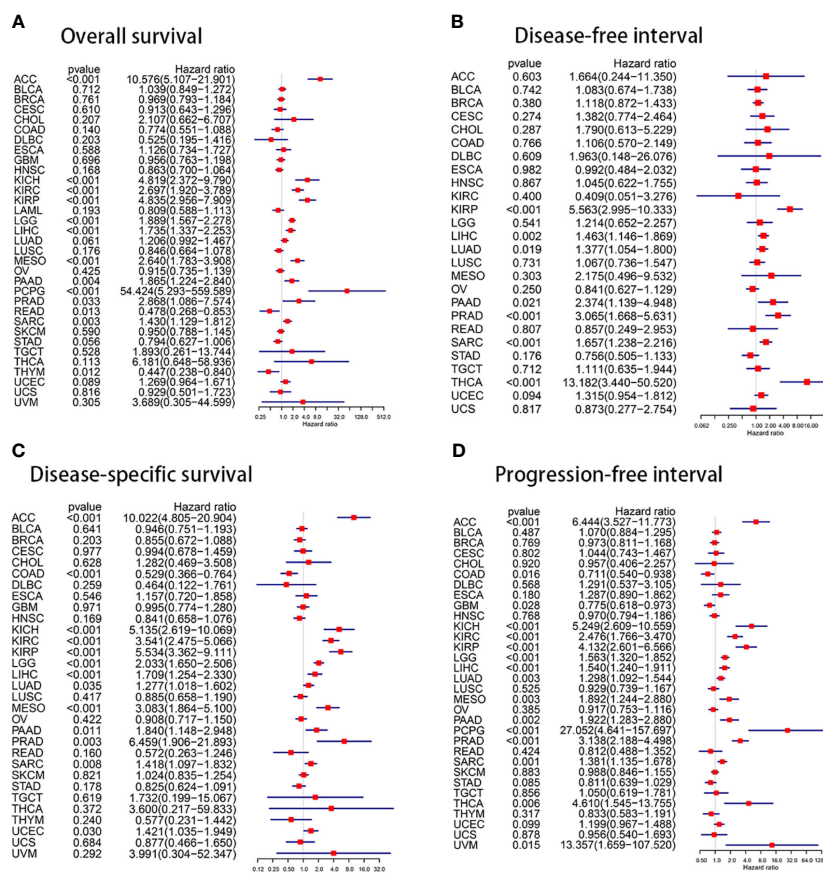 A
Overall survival
pvalue Hazard ratio
ACC <0.001 10.576(5.107−21.901)
BLCA 0.712 1.039(0.849−1.272)
BRCA 0.761 0.969(0.793−1.184)
CESC 0.610 0.913(0.643−1.296)
CHOL 0.207 2.107(0.662−6.707)
COAD 0.140 0.774(0.551−1.088)
DLBC 0.203 0.525(0.195−1.416)
ESCA 0.588 1.126(0.734−1.727)
GBM 0.696 0.956(0.763−1.198)
HNSC 0.168 0.863(0.700−1.064)
KICH <0.001 4.819(2.372−9.790)
KIRC <0.001 2.697(1.920−3.789)
KIRP <0.001 4.835(2.956−7.909)
LAML 0.193 0.809(0.588−1.113)
LGG <0.001 1.889(1.567−2.278)
LIHC <0.001 1.735(1.337−2.253)
LUAD 0.061 1.206(0.992−1.467)
LUSC 0.176 0.846(0.664−1.078)
MESO <0.001 2.640(1.783−3.908)
OV 0.425 0.915(0.735−1.139)
PAAD 0.004 1.865(1.224−2.840)
PCPG <0.001 54.424(5.293−559.589)
PRAD 0.033 2.868(1.086−7.574)
READ 0.013 0.478(0.268−0.853)
SARC 0.003 1.430(1.129−1.812)
SKCM 0.590 0.950(0.788−1.145)
STAD 0.056 0.794(0.627−1.006)
TGCT 0.528 1.893(0.261−13.744)
THCA 0.113 6.181(0.648−58.936)
THYM 0.012 0.447(0.238−0.840)
UCEC 0.089 1.269(0.964−1.671)
UCS 0.816 0.929(0.501−1.723)
UVM 0.305 3.689(0.305−44.599)
0.25 1.0 2.0 4.0 8.0 32.0 128.0 512.0
Hazard ratio
B
Disease-free interval
pvalue Hazard ratio
ACC 0.603 1.664(0.244−11.350)
BLCA 0.742 1.083(0.674−1.738)
BRCA 0.380 1.118(0.872−1.433)
CESC 0.274 1.382(0.774−2.464)
CHOL 0.287 1.790(0.613−5.229)
COAD 0.766 1.106(0.570−2.149)
DLBC 0.609 1.963(0.148−26.076)
ESCA 0.982 0.992(0.484−2.032)
HNSC 0.867 1.045(0.622−1.755)
KIRC 0.400 0.409(0.051−3.276)
KIRP <0.001 5.563(2.995−10.333)
LGG 0.541 1.214(0.652−2.257)
LIHC 0.002 1.463(1.146−1.869)
LUAD 0.019 1.377(1.054−1.800)
LUSC 0.731 1.067(0.736−1.547)
MESO 0.303 2.175(0.496−9.532)
OV 0.250 0.841(0.627−1.129)
PAAD 0.021 2.374(1.139−4.948)
PRAD <0.001 3.065(1.668−5.631)
READ 0.807 0.857(0.249−2.953)
SARC <0.001 1.657(1.238−2.216)
STAD 0.176 0.756(0.505−1.133)
TGCT 0.712 1.111(0.635−1.944)
THCA <0.001 13.182(3.440−50.520)
UCEC 0.094 1.315(0.954−1.812)
UCS 0.817 0.873(0.277−2.754)
0.062 0.250 1.00 2.00 4.00 8.00 16.00
Hazard ratio
C
Disease-specific survival
pvalue Hazard ratio
ACC <0.001 10.022(4.805−20.904)
BLCA 0.641 0.946(0.751−1.193)
BRCA 0.203 0.855(0.672−1.088)
CESC 0.977 0.994(0.678−1.459)
CHOL 0.628 1.282(0.469−3.508)
COAD <0.001 0.529(0.366−0.764)
DLBC 0.259 0.464(0.122−1.761)
ESCA 0.546 1.157(0.720−1.858)
GBM 0.971 0.995(0.774−1.280)
HNSC 0.169 0.841(0.658−1.076)
KICH <0.001 5.135(2.619−10.069)
KIRC <0.001 3.541(2.475−5.066)
KIRP <0.001 5.534(3.362−9.111)
LGG <0.001 2.033(1.650−2.506)
LIHC <0.001 1.709(1.254−2.330)
LUAD 0.035 1.277(1.018−1.602)
LUSC 0.417 0.885(0.658−1.190)
MESO <0.001 3.083(1.864−5.100)
OV 0.422 0.908(0.717−1.150)
PAAD 0.011 1.840(1.148−2.948)
PRAD 0.003 6.459(1.906−21.893)
READ 0.160 0.572(0.263−1.246)
SARC 0.008 1.418(1.097−1.832)
SKCM 0.821 1.024(0.835−1.254)
STAD 0.178 0.825(0.624−1.091)
TGCT 0.619 1.732(0.199−15.067)
THCA 0.372 3.600(0.217−59.833)
THYM 0.240 0.577(0.231−1.442)
UCEC 0.030 1.421(1.035−1.949)
UCS 0.684 0.877(0.466−1.650)
UVM 0.292 3.991(0.304−52.347)
0.12 0.25 0.50 1.0 2.0 4.0 8.0 16.0 32.0
Hazard ratio
D
Progression-free interval
pvalue Hazard ratio
ACC <0.001 6.444(3.527−11.773)
BLCA 0.487 1.070(0.884−1.295)
BRCA 0.769 0.973(0.811−1.168)
CESC 0.802 1.044(0.743−1.467)
CHOL 0.920 0.957(0.406−2.257)
COAD 0.016 0.711(0.540−0.938)
DLBC 0.568 1.291(0.537−3.105)
ESCA 0.180 1.287(0.890−1.862)
GBM 0.028 0.775(0.618−0.973)
HNSC 0.768 0.970(0.794−1.186)
KICH <0.001 5.249(2.609−10.559)
KIRC <0.001 2.476(1.766−3.470)
KIRP <0.001 4.132(2.601−6.566)
LGG <0.001 1.563(1.320−1.852)
LIHC <0.001 1.540(1.240−1.911)
LUAD 0.003 1.298(1.092−1.544)
LUSC 0.525 0.929(0.739−1.167)
MESO 0.003 1.892(1.244−2.880)
OV 0.385 0.917(0.753−1.116)
PAAD 0.002 1.922(1.283−2.880)
PCPG <0.001 27.052(4.641−157.697)
PRAD <0.001 3.138(2.188−4.498)
READ 0.424 0.812(0.488−1.352)
SARC 0.001 1.381(1.135−1.678)
SKCM 0.883 0.988(0.846−1.155)
STAD 0.085 0.811(0.639−1.029)
TGCT 0.856 1.050(0.619−1.781)
THCA 0.006 4.610(1.545−13.755)
THYM 0.317 0.833(0.583−1.191)
UCEC 0.099 1.199(0.967−1.488)
UCS 0.878 0.956(0.540−1.693)
UVM 0.015 13.357(1.659−107.520)
0.50 1.0 2.0 4.0 8.0 16.0 32.0 128
Hazard ratio